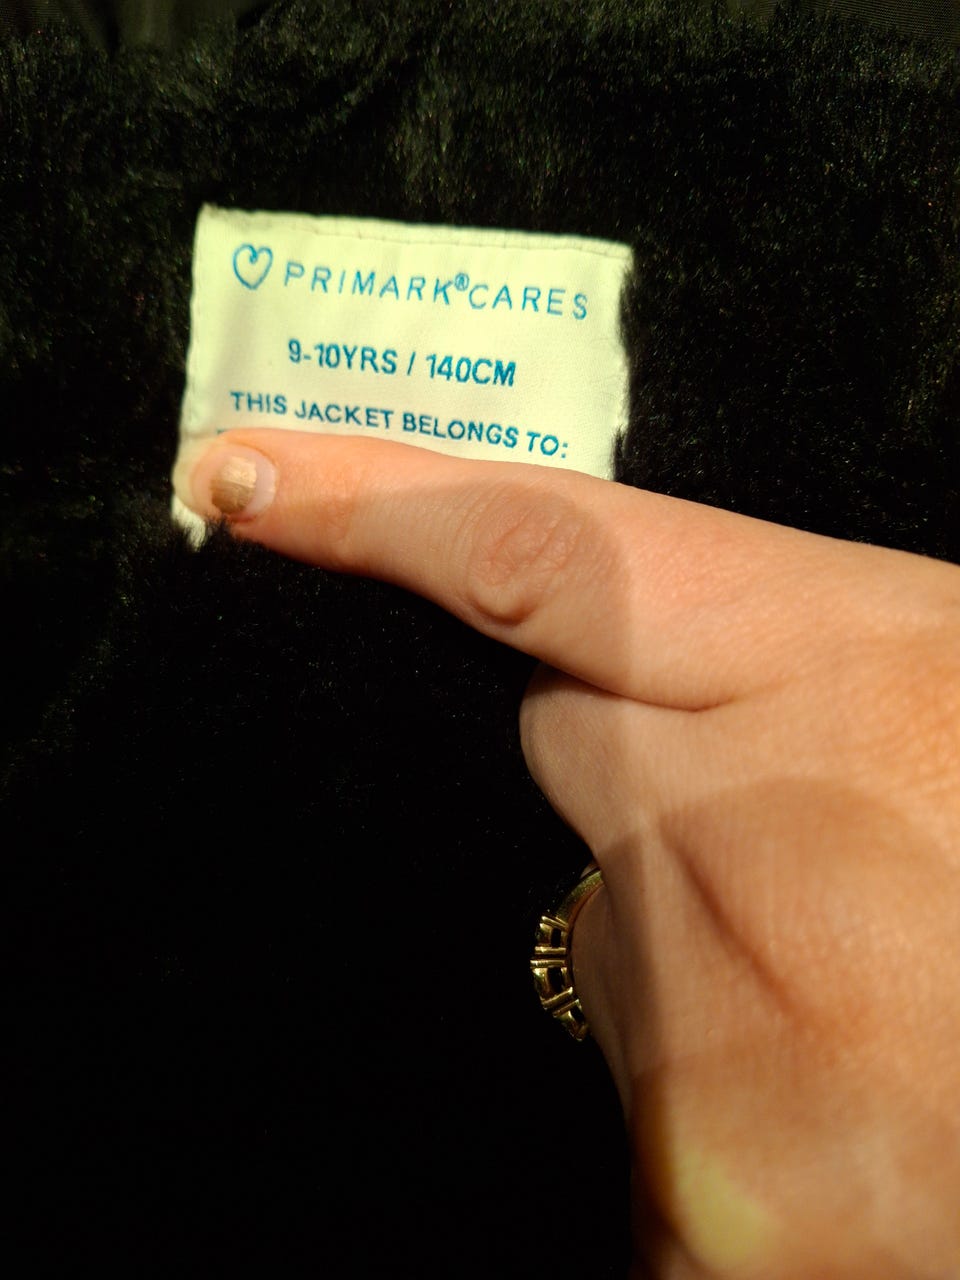 PRIMARK®CARES
9-10YRS / 140CM
THIS JACKET BELONGS TO: